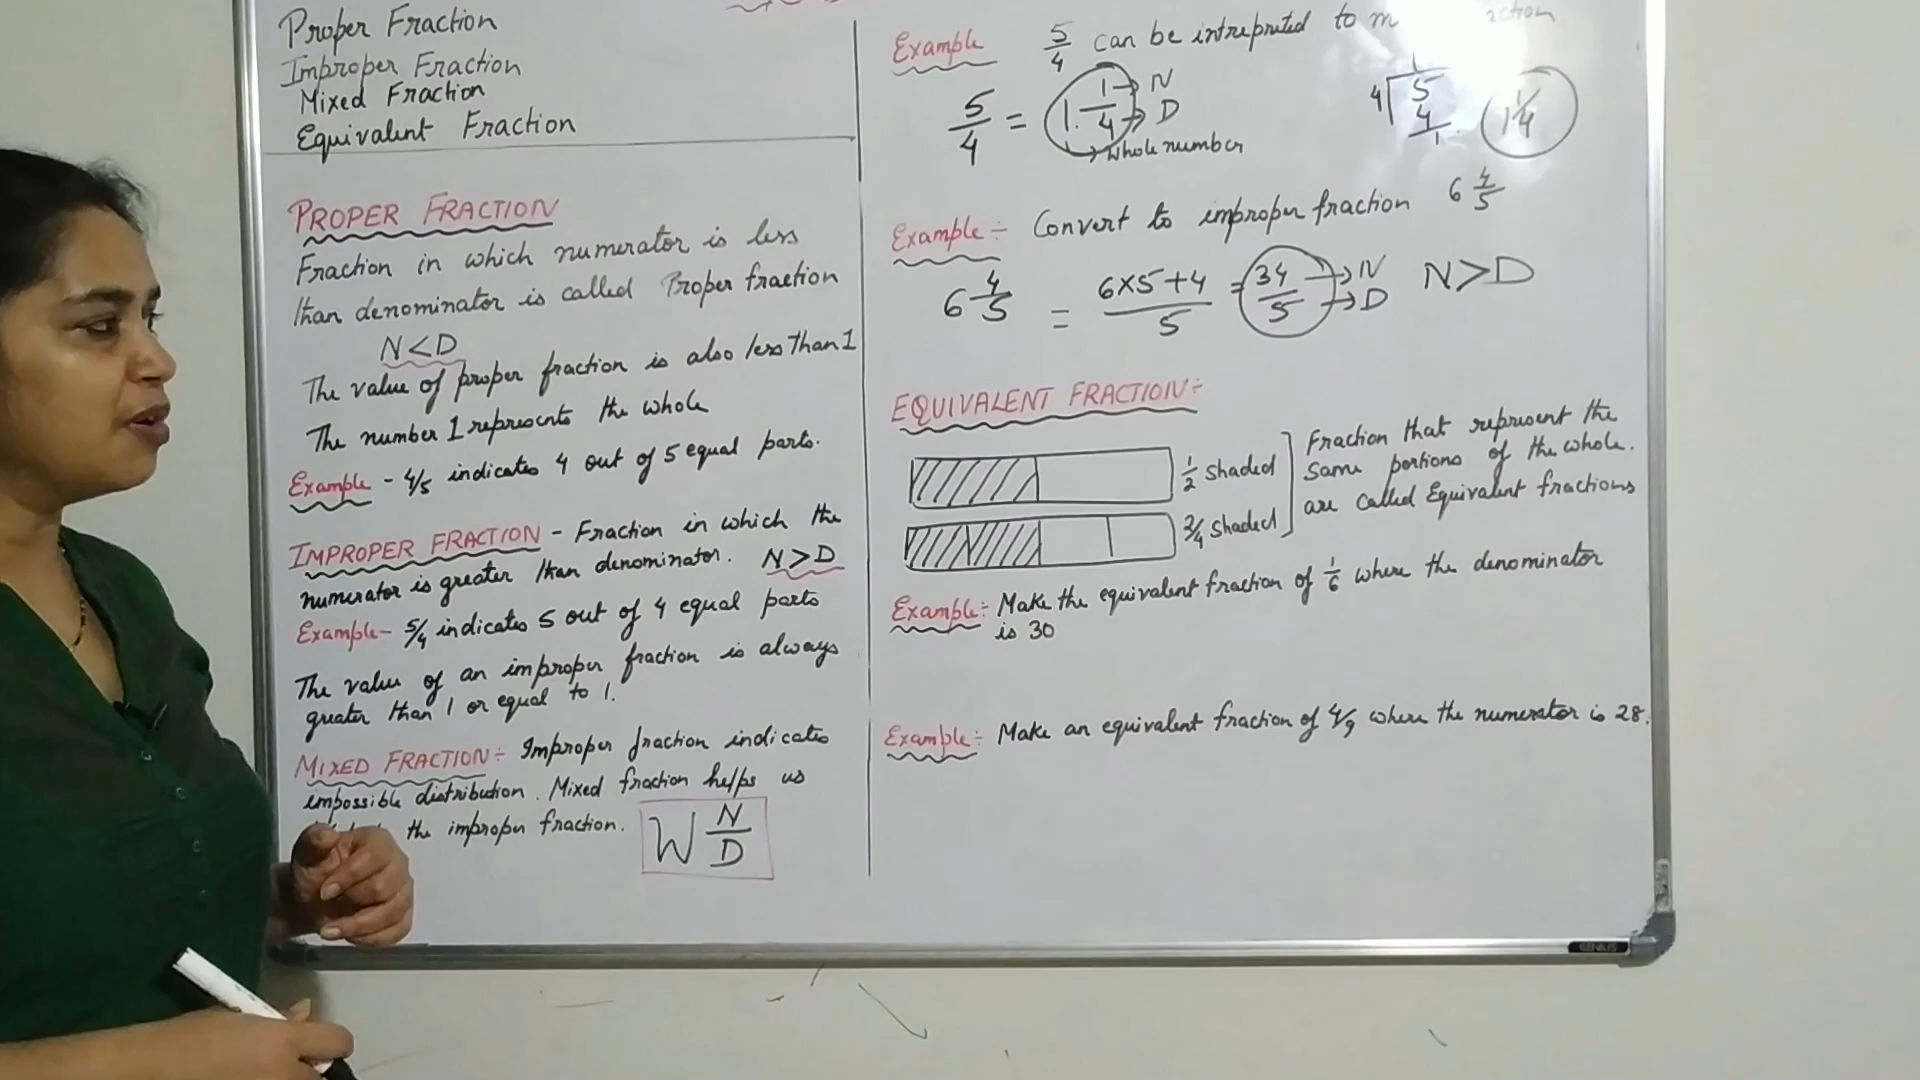 Proper Fraction
Improper Fraction
Mixed Fraction
Equivalent Fraction
PROPER FRACTION
Fraction in which numerator is less
than denominator is called Proper fraction
N<D
The value of proper fraction is also less than 1
The number 1 represents the whole
Example - 4/5 indicates 4 out of 5 equal parts.
IMPROPER FRACTION - Fraction in which the
numerator is greater than denominator. N>D
Example - 5/4 indicates 5 out of 4 equal parts
The value of an improper fraction is always
greater than 1 or equal to 1.
MIXED FRACTION:- Improper fraction indicates
impossible distribution. Mixed fraction helps us
the improper fraction.
W N/D
Example 5/4 can be intrepreted to m
5/4 = 1 1/4 → N → D
→ Whole number
4 5 1
4
1
1 1/4
Example:- Convert to improper fraction 6 4/5
6 4/5 = 6×5+4/5 = 34/5 → N → D N>D
EQUIVALENT FRACTION:-
1/2 shaded
2/4 shaded
Fraction that represent the
same portions of the whole.
are called Equivalent fractions
Example:- Make the equivalent fraction of 1/6 where the denominator
is 30
Example:- Make an equivalent fraction of 4/9 where the numerator is 28.
GENIUS